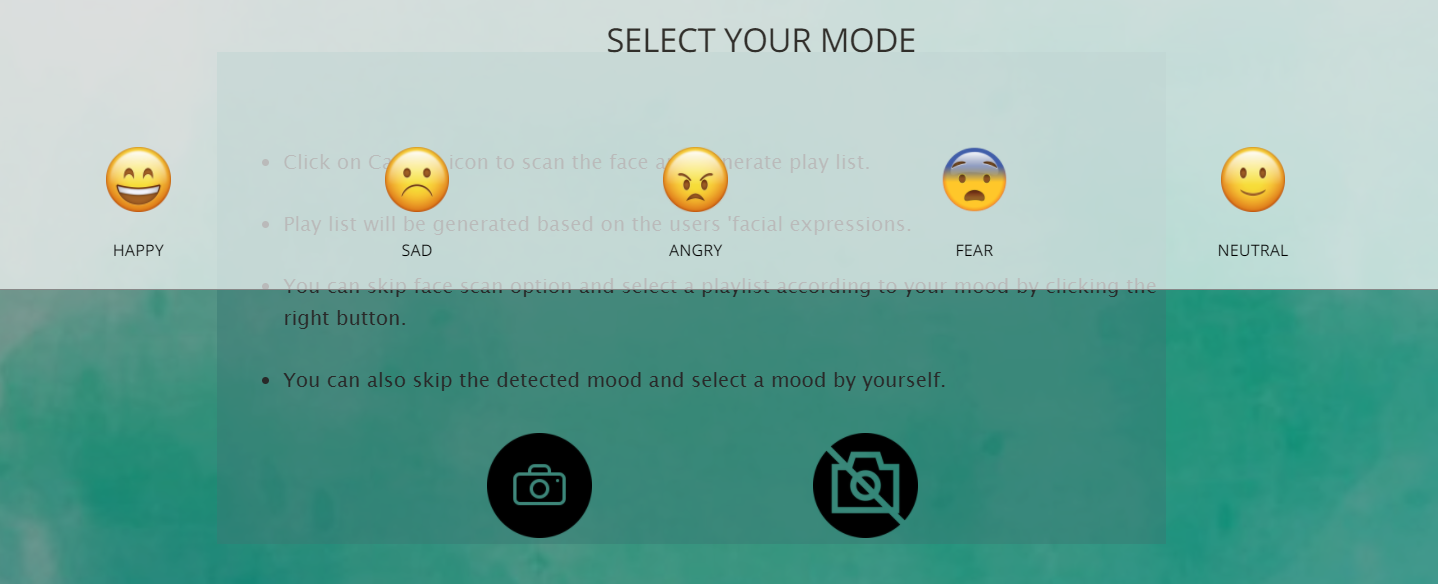 SELECT YOUR MODE
Click on Ca icon to scan the face a nerate play list.
Play list will be generated based on the users 'facial expressions.
HAPPY
SAD
ANGRY
FEAR
NEUTRAL
You can skip face scan option and select a playlist according to your mood by clicking the
right button.
You can also skip the detected mood and select a mood by yourself.